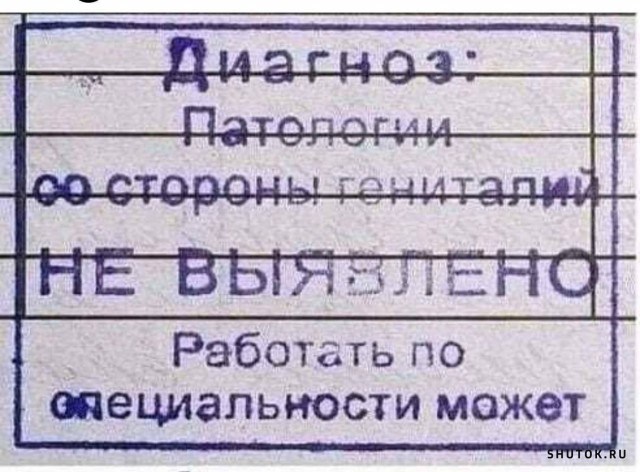 Диагноз:
Патологии
со стороны гениталий
НЕ ВЫЯВЛЕНО
Работать по
специальности может
SHUTOK.RU